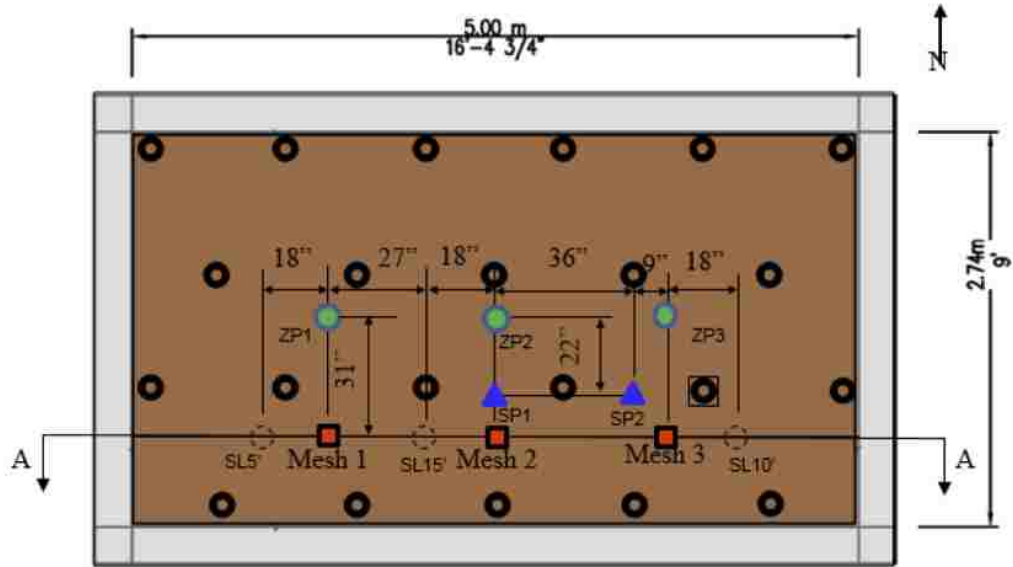 5.00 m
16'-4 3/4"
N
18” 27” 18” 36” 9” 18”
2.74m
9'
ZP1 ZP2 ZP3
31” 22”
SP1 SP2
A A
SL5' Mesh 1 SL15' Mesh 2 Mesh 3 SL10'